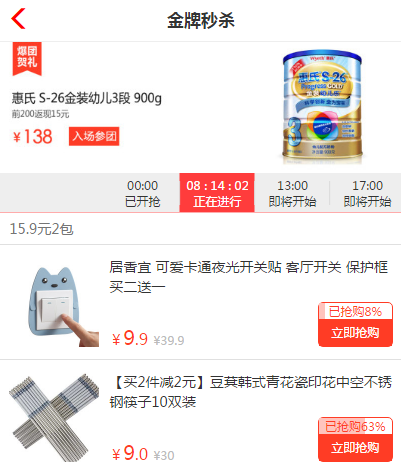 金牌秒杀
爆团
贺礼
惠氏 S-26金装幼儿3段 900g
前200返现15元
¥138 入场参团
惠氏 S-26
Progress GOLD
3
00:00 08:14:02 13:00 17:00
已开抢 正在进行 即将开始 即将开始
15.9元2包
居香宜 可爱卡通夜光开关贴 客厅开关 保护框
买二送一
已抢购8%
¥9.9 ¥39.9 立即抢购
【买2件减2元】豆萁韩式青花瓷印花中空不锈
钢筷子10双装
已抢购63%
¥9.0 ¥30 立即抢购